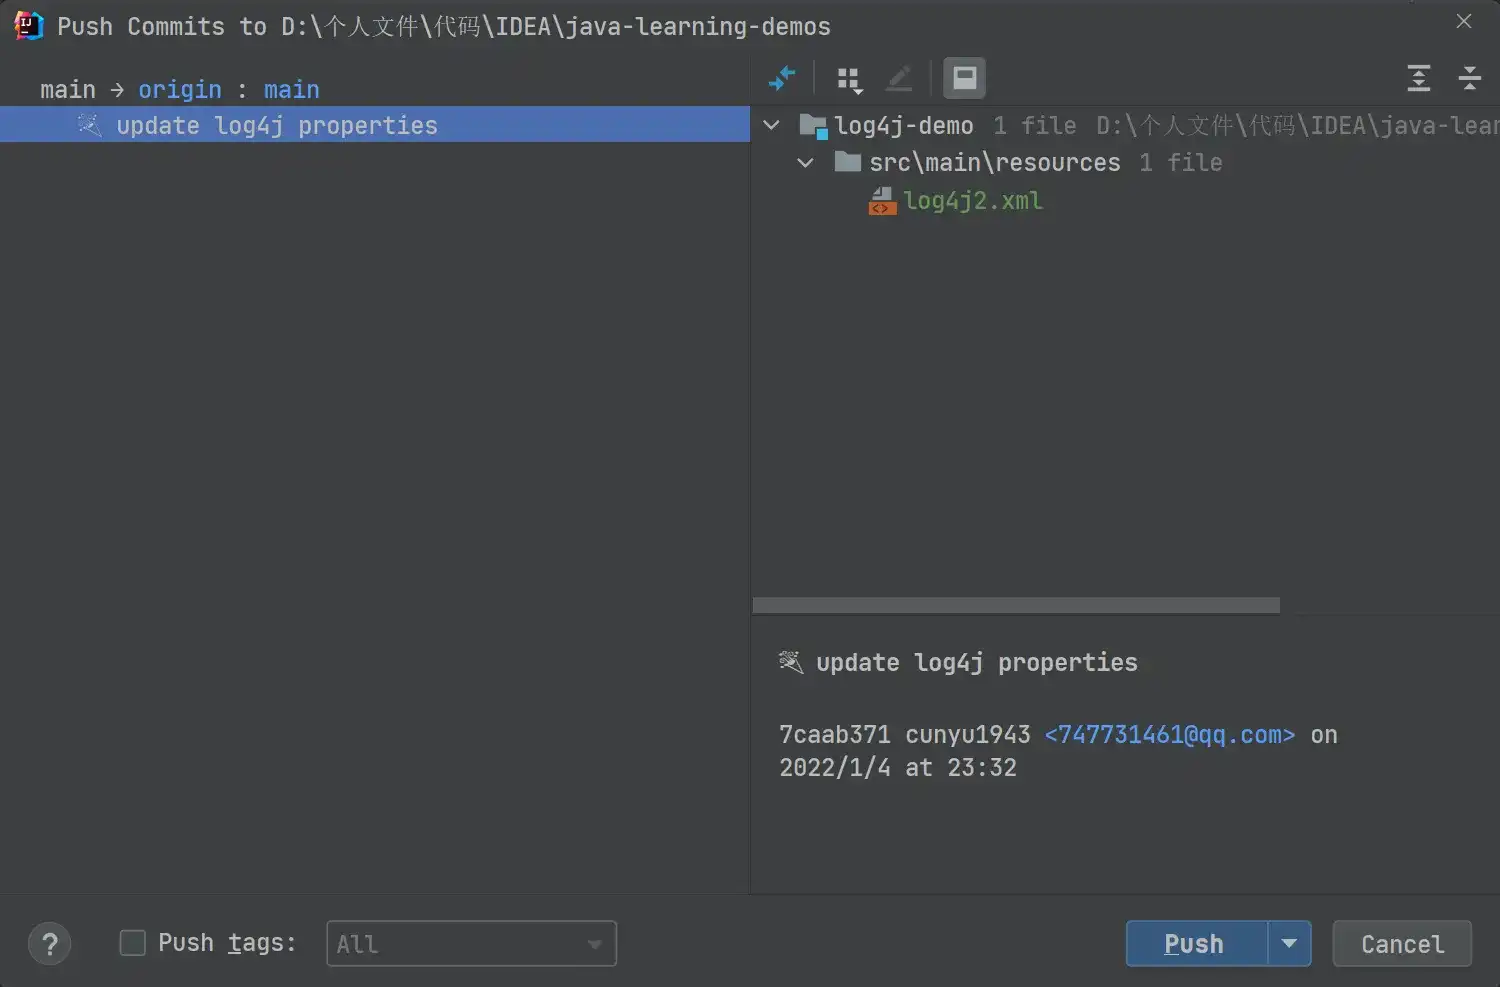 Push Commits to D:\个人文件\代码\IDEA\java-learning-demos
main → origin : main
update log4j properties
log4j-demo 1 file D:\个人文件\代码\IDEA\java-lear
src\main\resources 1 file
log4j2.xml
update log4j properties
7caab371 cunyu1943 <747731461@qq.com> on
2022/1/4 at 23:32
? Push tags: All Push Cancel